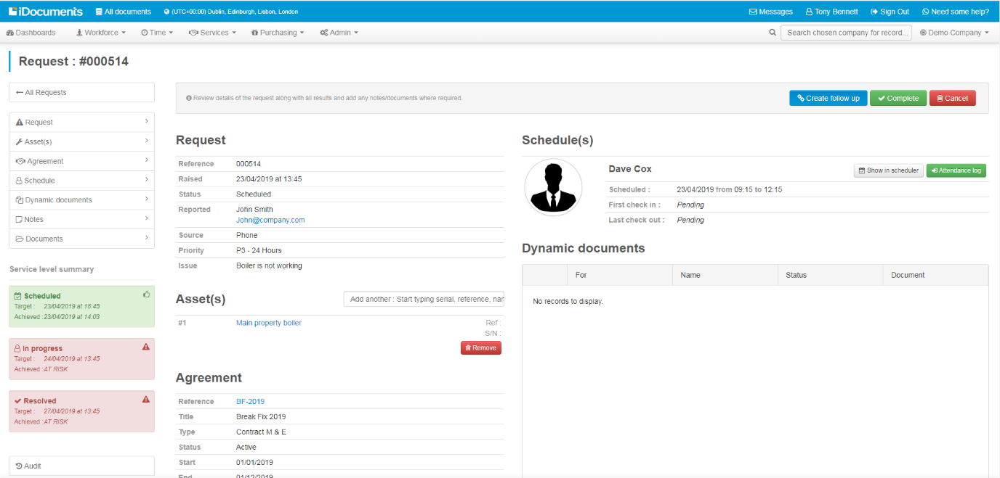 iDocuments All documents (UTC+00:00) Dublin, Edinburgh, Lisbon, London Messages Tony Bennett Sign Out Need some help?
Dashboards Workforce Time Services Purchasing Admin Search chosen company for record... Demo Company
Request : #000514
All Requests
Request
Asset(s)
Agreement
Schedule
Dynamic documents
Notes
Documents
Service level summary
Scheduled
Target : 23/04/2019 at 18:45
Achieved :23/04/2019 at 14:03
In progress
Target : 24/04/2019 at 13:45
Achieved :AT RISK
Resolved
Target : 27/04/2019 at 13:45
Achieved :AT RISK
Audit
Review details of the request along with all results and add any notes/documents where required.
Create follow up Complete Cancel
Request
Reference 000514
Raised 23/04/2019 at 13:45
Status Scheduled
Reported John Smith
John@company.com
Source Phone
Priority P3 - 24 Hours
Issue Boiler is not working
Asset(s) Add another : Start typing serial, reference, nar
#1 Main property boiler Ref :
S/N :
Remove
Agreement
Reference BF-2019
Title Break Fix 2019
Type Contract M & E
Status Active
Start 01/01/2019
End 01/12/2019
Schedule(s)
Dave Cox Show in scheduler Attendance log
Scheduled : 23/04/2019 from 09:15 to 12:15
First check in : Pending
Last check out : Pending
Dynamic documents
For Name Status Document
No records to display.